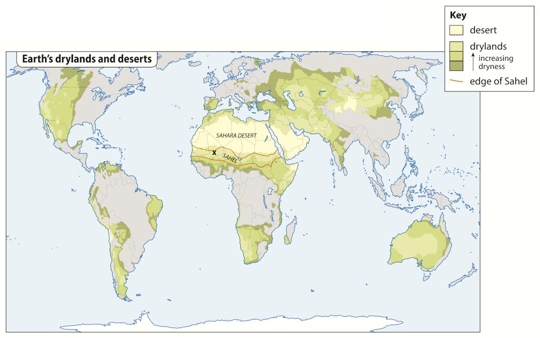 Key
desert
drylands
increasing
dryness
edge of Sahel
Earth's drylands and deserts
SAHARA DESERT
x
SAHEL